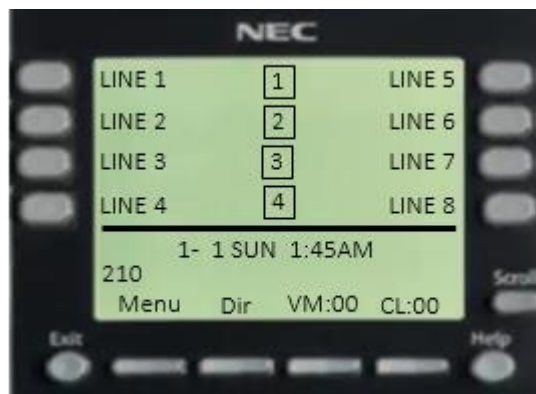 NEC
LINE 1 1 LINE 5
LINE 2 2 LINE 6
LINE 3 3 LINE 7
LINE 4 4 LINE 8
1- 1 SUN 1:45AM
210
Menu Dir VM:00 CL:00
Scroll
Exit Help